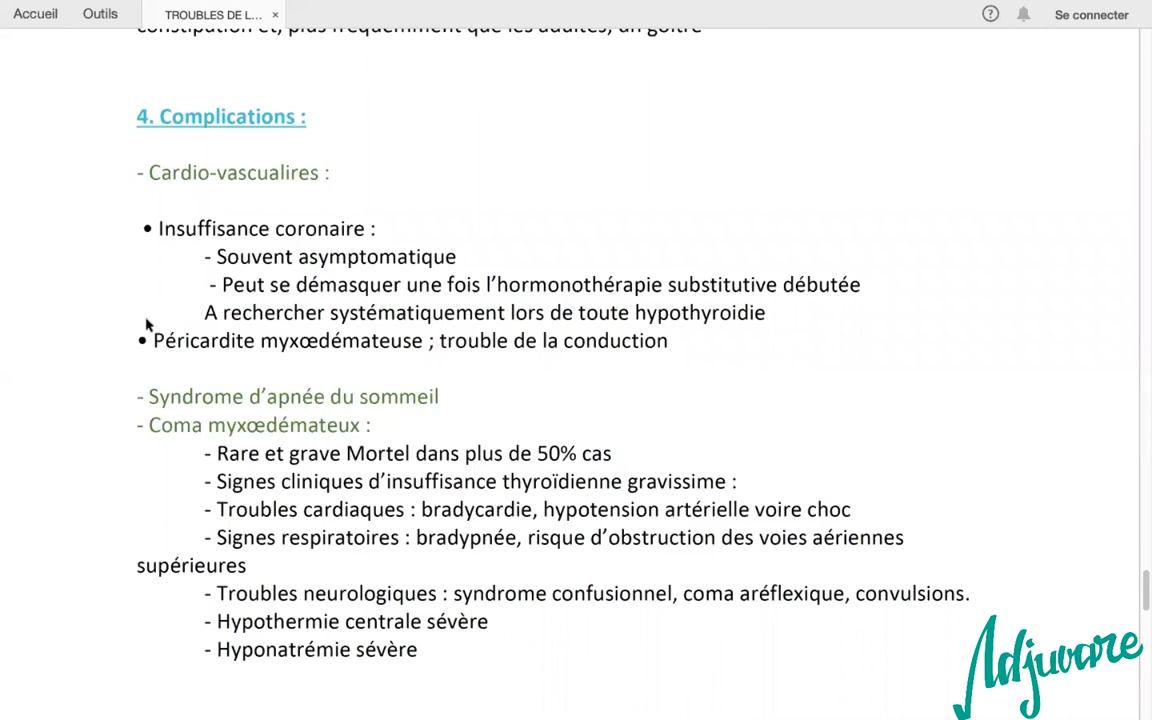 Accueil Outils TROUBLES DE L... × ? Se connecter
constipation et, plus fréquemment que les adultes, un goitre
4. Complications :
- Cardio-vascualires :
• Insuffisance coronaire :
- Souvent asymptomatique
- Peut se démasquer une fois l’hormonothérapie substitutive débutée
A rechercher systématiquement lors de toute hypothyroidie
• Péricardite myxœdémateuse ; trouble de la conduction
- Syndrome d’apnée du sommeil
- Coma myxœdémateux :
- Rare et grave Mortel dans plus de 50% cas
- Signes cliniques d’insuffisance thyroïdienne gravissime :
- Troubles cardiaques : bradycardie, hypotension artérielle voire choc
- Signes respiratoires : bradypnée, risque d’obstruction des voies aériennes
supérieures
- Troubles neurologiques : syndrome confusionnel, coma aréflexique, convulsions.
- Hypothermie centrale sévère
- Hyponatrémie sévère
Adjuvare